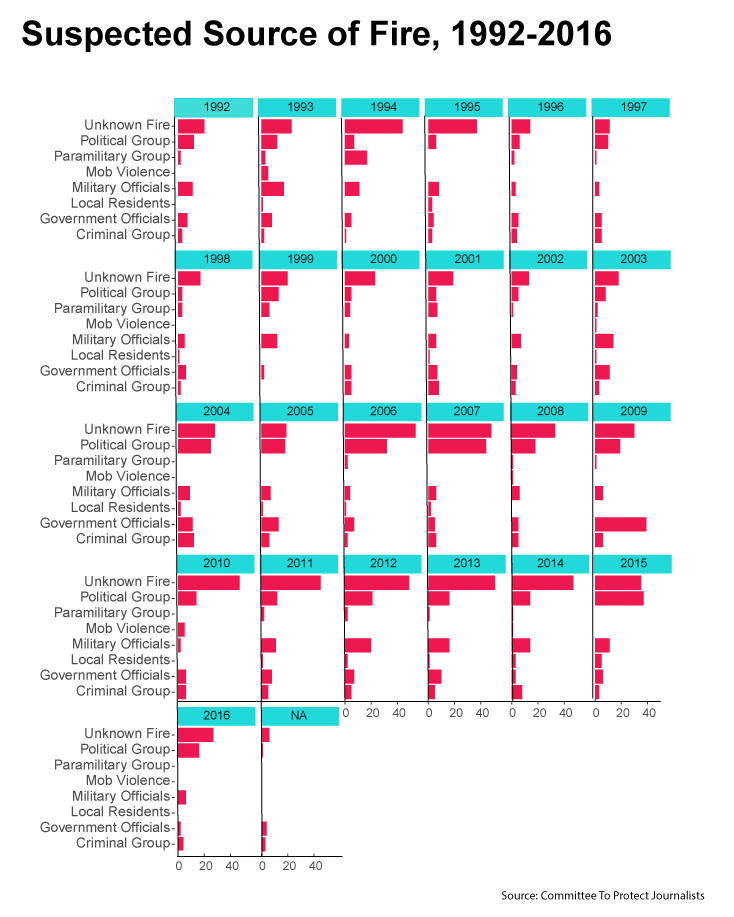 Suspected Source of Fire, 1992-2016
1992 1993 1994 1995 1996 1997
Unknown Fire
Political Group
Paramilitary Group
Mob Violence
Military Officials
Local Residents
Government Officials
Criminal Group
1998 1999 2000 2001 2002 2003
Unknown Fire
Political Group
Paramilitary Group
Mob Violence
Military Officials
Local Residents
Government Officials
Criminal Group
2004 2005 2006 2007 2008 2009
Unknown Fire
Political Group
Paramilitary Group
Mob Violence
Military Officials
Local Residents
Government Officials
Criminal Group
2010 2011 2012 2013 2014 2015
Unknown Fire
Political Group
Paramilitary Group
Mob Violence
Military Officials
Local Residents
Government Officials
Criminal Group
0 20 40 0 20 40 0 20 40 0 20 40
2016 NA
Unknown Fire
Political Group
Paramilitary Group
Mob Violence
Military Officials
Local Residents
Government Officials
Criminal Group
0 20 40 0 20 40
Source: Committee To Protect Journalists